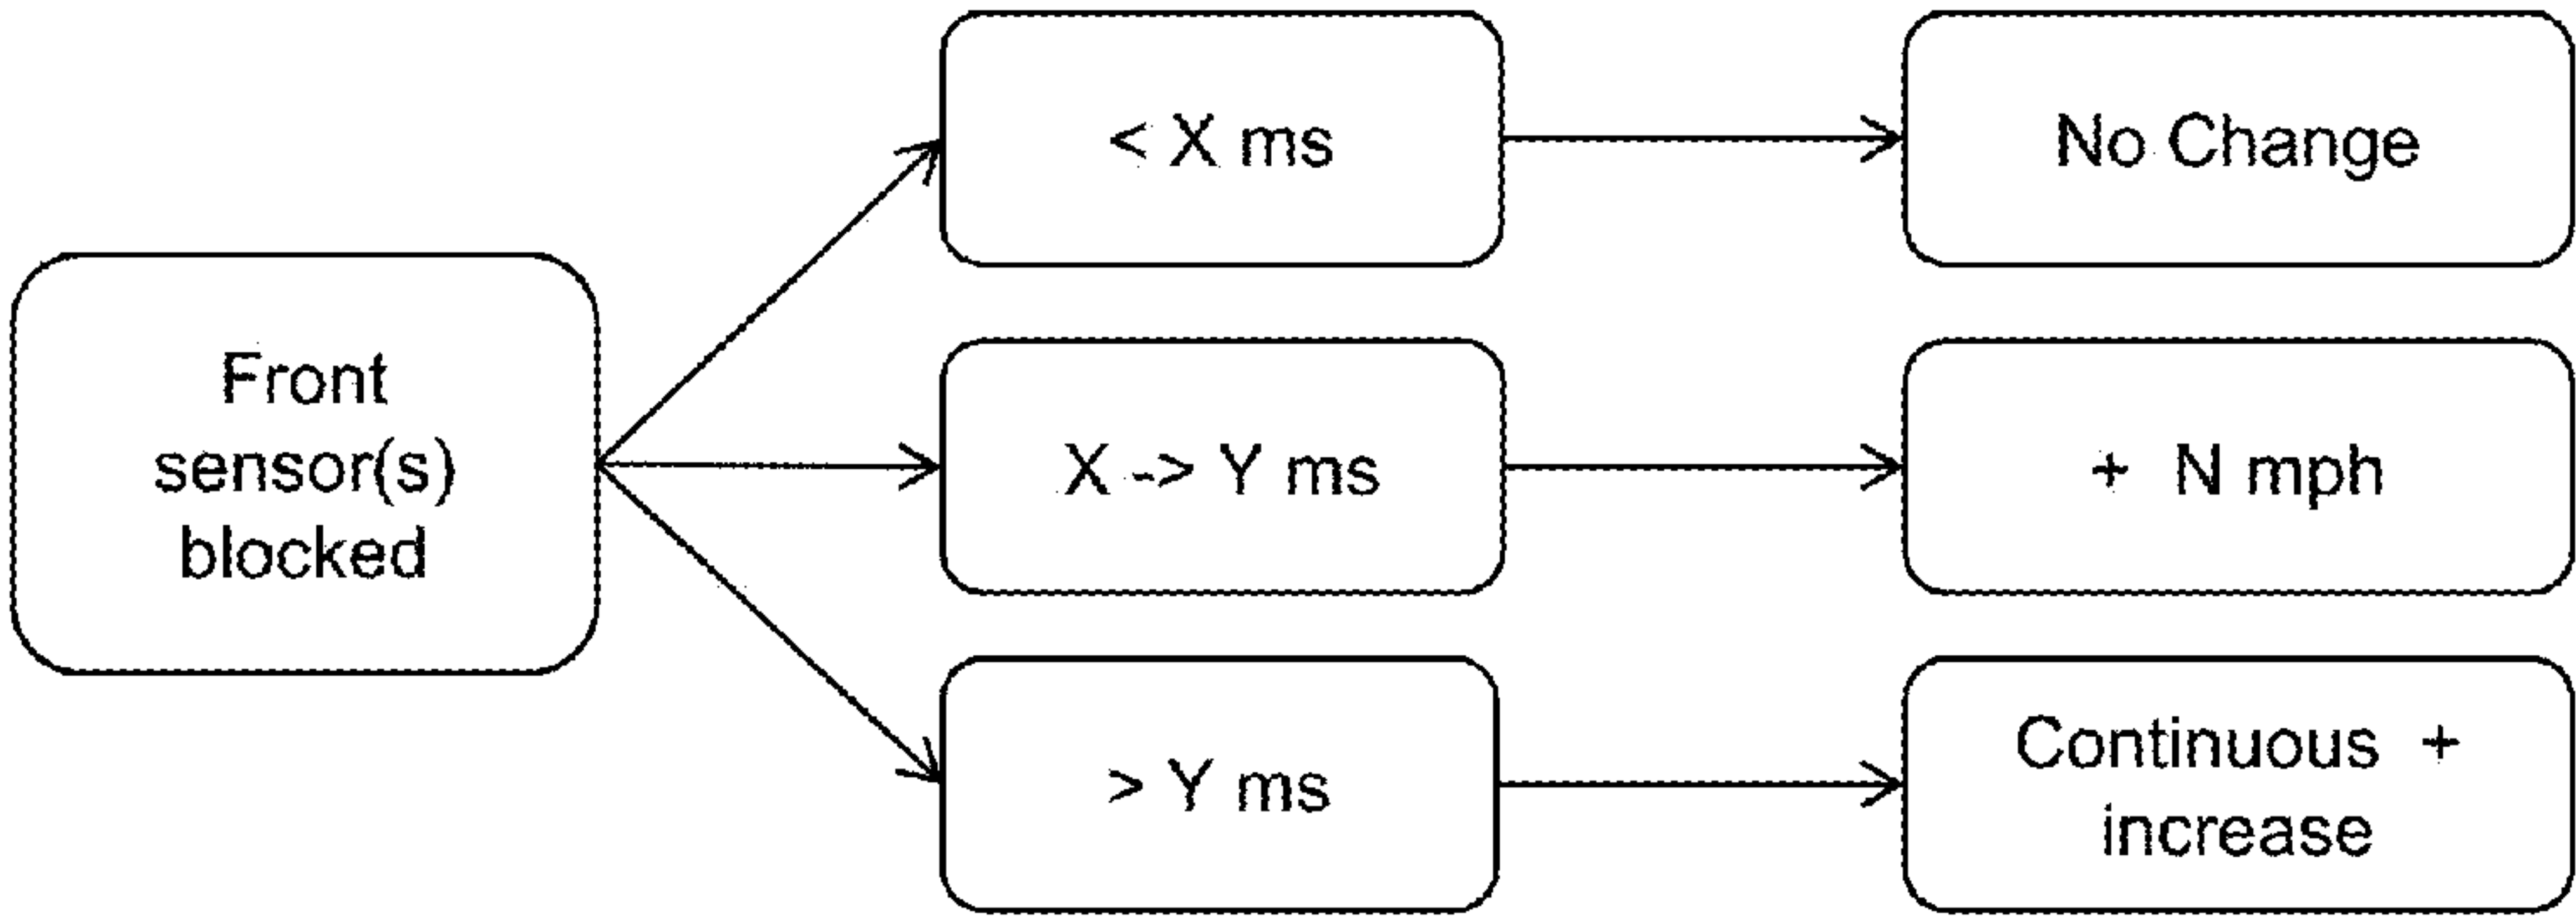 Front
sensor(s)
blocked
< X ms
No Change
X -> Y ms
+ N mph
> Y ms
Continuous +
increase